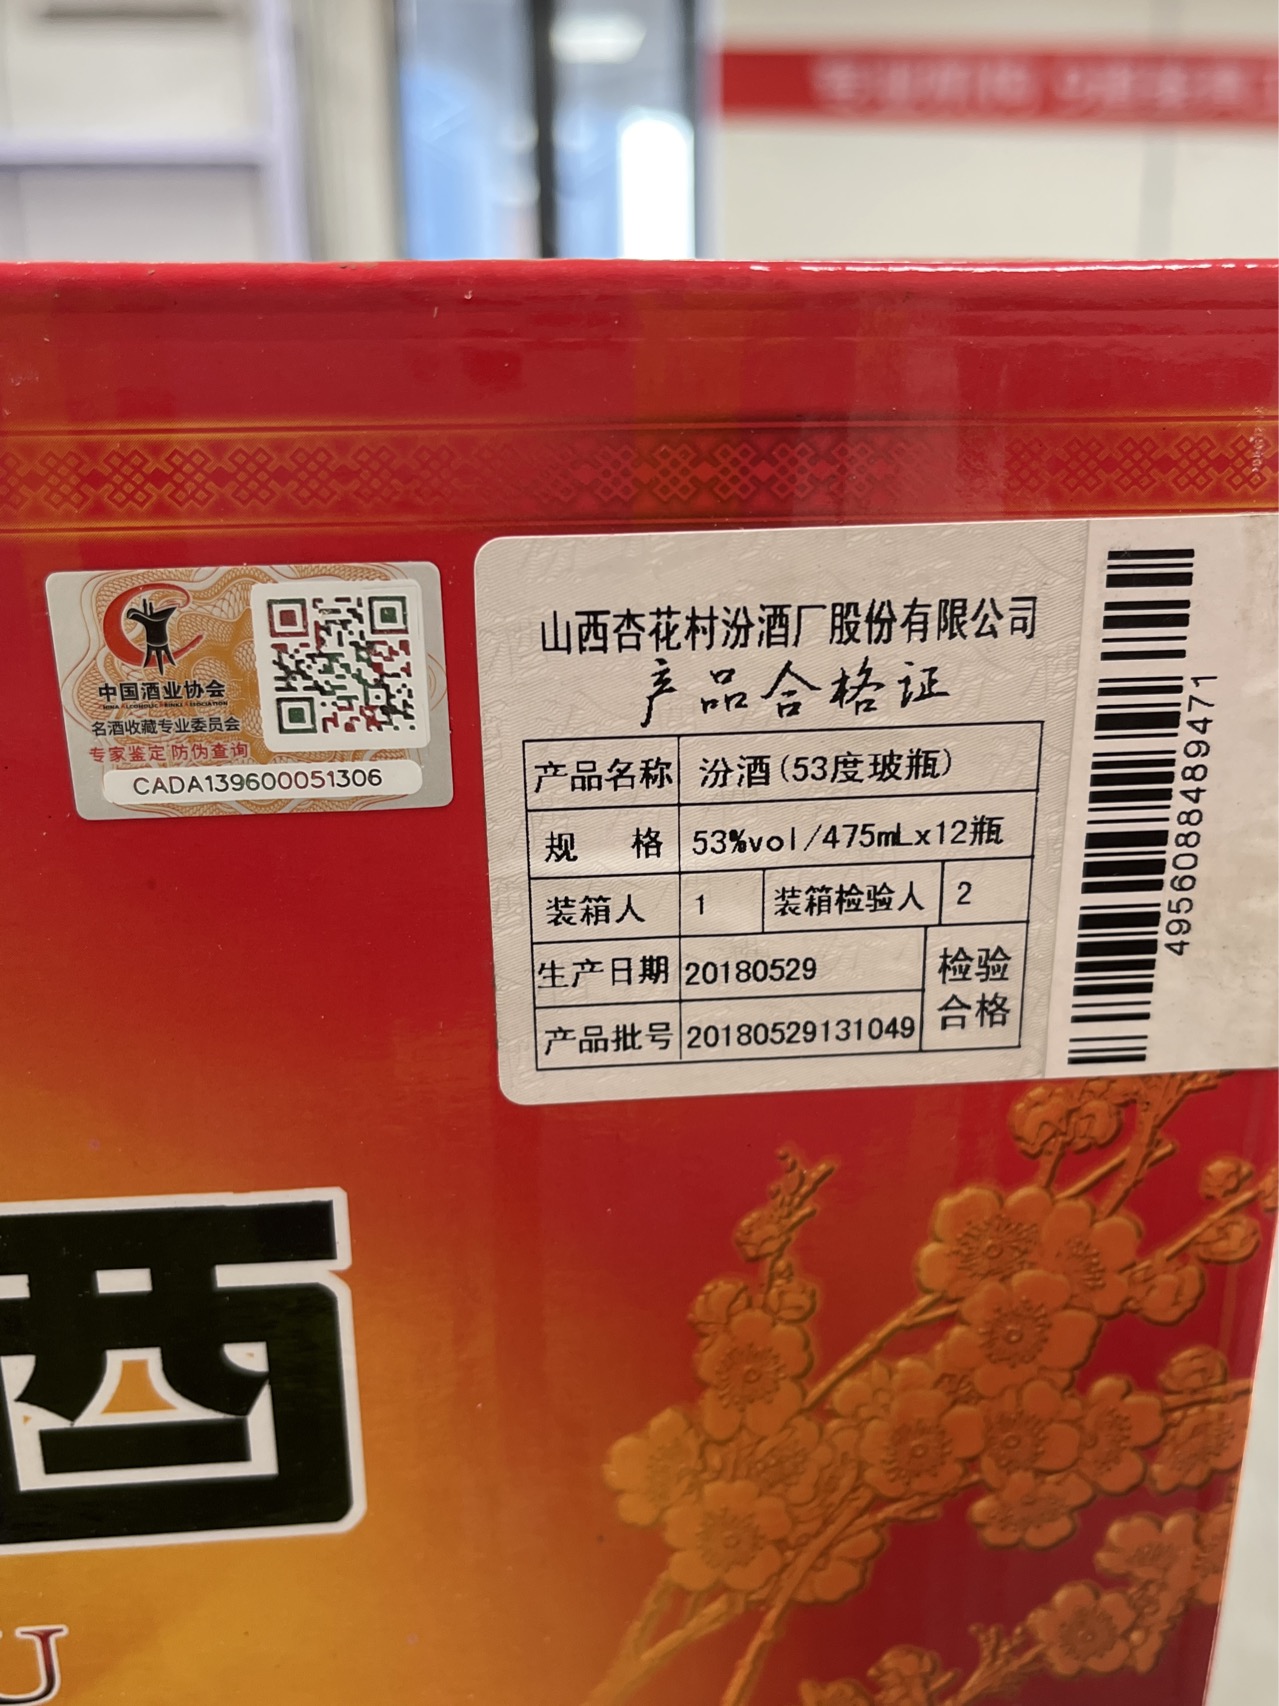 中国酒业协会
CHINA ALCOHOLIC DRINKS ASSOCIATION
名酒收藏专业委员会
专家鉴定 防伪查询
CADA139600051306
山西杏花村汾酒厂股份有限公司
产品合格证
产品名称 汾酒(53度玻瓶)
规 格 53%vol/475mLx12瓶
装箱人 1 装箱检验人 2
生产日期 20180529 检验
产品批号 20180529131049 合格
4956088489471
U